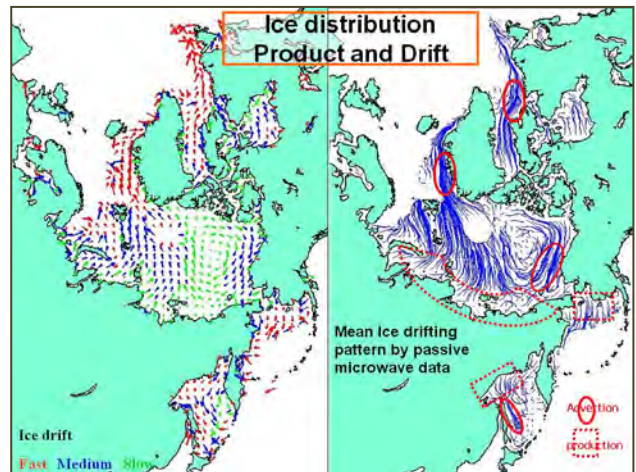 Ice distribution
Product and Drift
Mean ice drifting
pattern by passive
microwave data
Advection
production
Ice drift
Fast Medium Slow